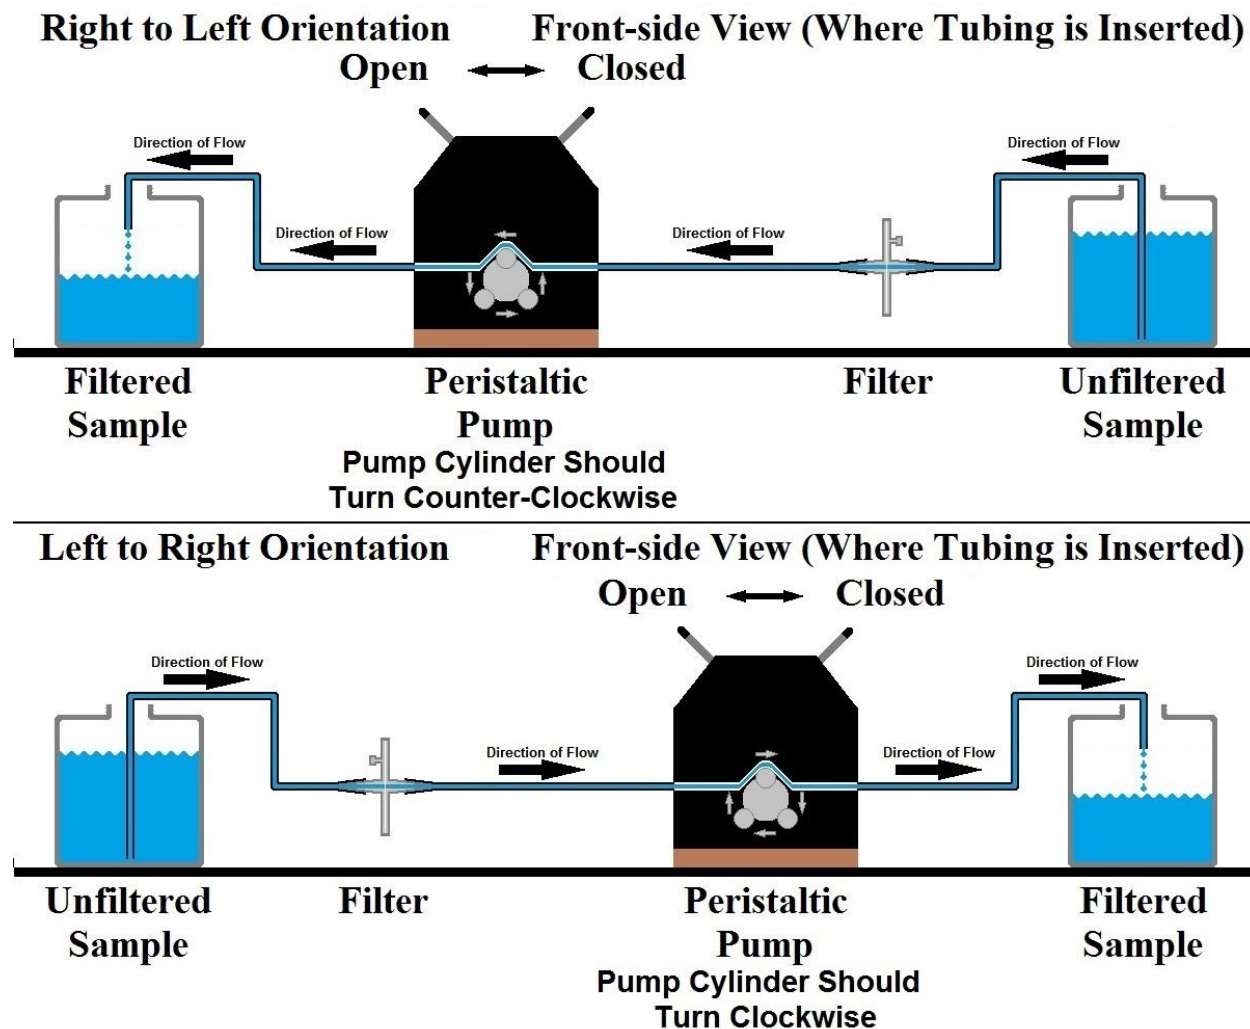 Right to Left Orientation
Front-side View (Where Tubing is Inserted)
Open
Closed
Direction of Flow
Direction of Flow
Direction of Flow
Direction of Flow
Filtered
Sample
Peristaltic
Pump
Pump Cylinder Should
Turn Counter-Clockwise
Filter
Unfiltered
Sample
Left to Right Orientation
Front-side View (Where Tubing is Inserted)
Open
Closed
Direction of Flow
Direction of Flow
Direction of Flow
Direction of Flow
Unfiltered
Sample
Filter
Peristaltic
Pump
Pump Cylinder Should
Turn Clockwise
Filtered
Sample